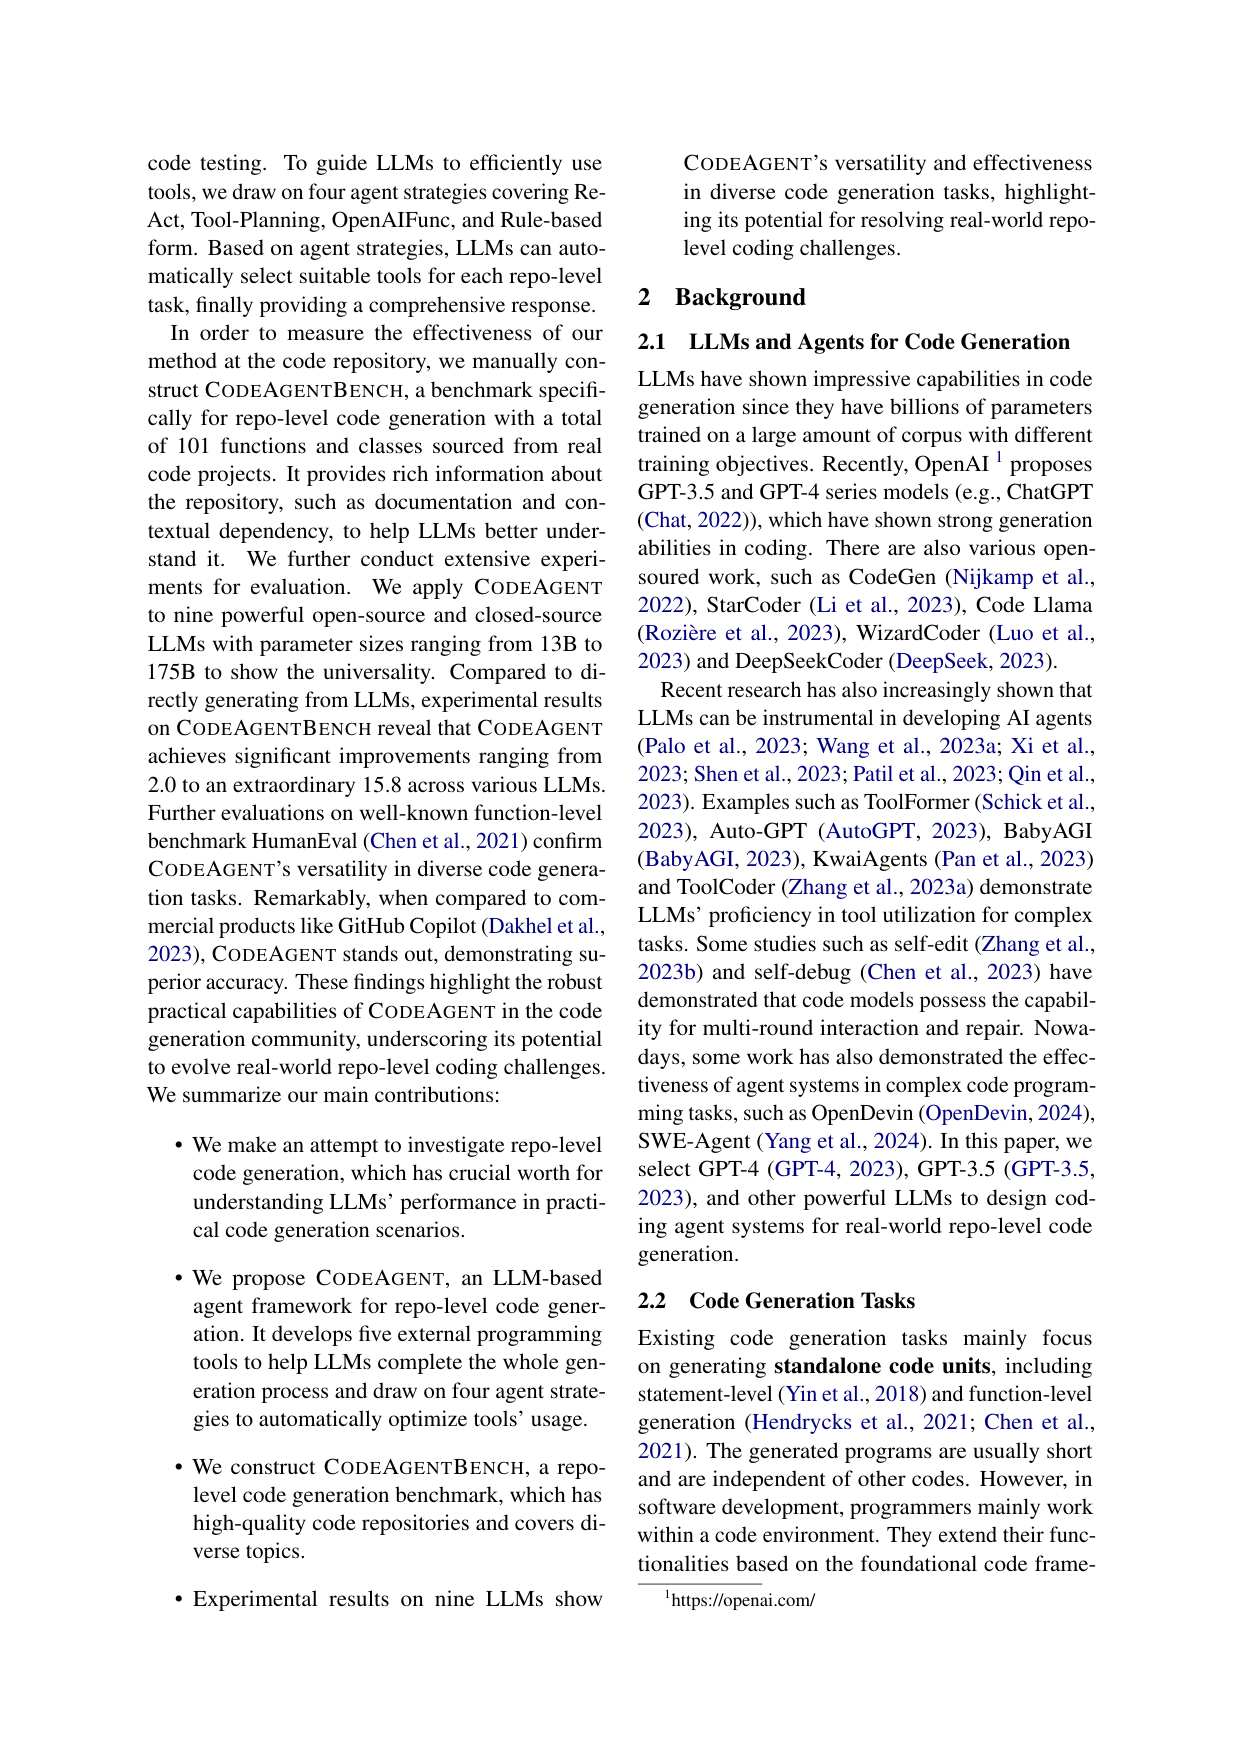 code testing. To guide LLMs to efficiently use
tools, we draw on four agent strategies covering Re-
Act, Tool-Planning, OpenAIFunc, and Rule-based
form. Based on agent strategies, LLMs can auto-
matically select suitable tools for each repo-level
task, finally providing a comprehensive response.
In order to measure the effectiveness of our
method at the code repository, we manually con-
struct CODEAGENTBENCH, a benchmark specifi-
cally for repo-level code generation with a total
of 101 functions and classes sourced from real
code projects. It provides rich information about
the repository, such as documentation and con-
textual dependency, to help LLMs better under-
stand it. We further conduct extensive experi-
ments for evaluation. We apply CODEAGENT
to nine powerful open-source and closed-source
LLMs with parameter sizes ranging from 13B to
175B to show the universality. Compared to di-
rectly generating from LLMs, experimental results
on CODEAGENTBENCH reveal that CODEAGENT
achieves significant improvements ranging from
2.0 to an extraordinary 15.8 across various LLMs.
Further evaluations on well-known function-level
benchmark HumanEval (Chen et al., 2021) confirm
CODEAGENT's versatility in diverse code genera-
tion tasks. Remarkably, when compared to com-
mercial products like GitHub Copilot (Dakhel et al.,
2023), CODEAGENT stands out, demonstrating su-
perior accuracy. These findings highlight the robust
practical capabilities of CODEAGENT in the code
generation community, underscoring its potential
to evolve real-world repo-level coding challenges.
We summarize our main contributions:
• We make an attempt to investigate repo-level
code generation, which has crucial worth for
understanding LLMs' performance in practi-
cal code generation scenarios.
• We propose CODEAGENT, an LLM-based
agent framework for repo-level code gener-
ation. It develops five external programming
tools to help LLMs complete the whole gen-
eration process and draw on four agent strate-
gies to automatically optimize tools' usage.
• We construct CODEAGENTBENCH, a repo-
level code generation benchmark, which has
high-quality code repositories and covers di-
verse topics.
• Experimental results on nine LLMs show
CODEAGENT's versatility and effectiveness
in diverse code generation tasks, highlight-
ing its potential for resolving real-world repo-
level coding challenges.
2 Background
2.1 LLMs and Agents for Code Generation
LLMs have shown impressive capabilities in code
generation since they have billions of parameters
trained on a large amount of corpus with different
training objectives. Recently, OpenAI 1 proposes
GPT-3.5 and GPT-4 series models (e.g., ChatGPT
(Chat, 2022)), which have shown strong generation
abilities in coding. There are also various open-
soured work, such as CodeGen (Nijkamp et al.,
2022), StarCoder (Li et al., 2023), Code Llama
(Rozière et al., 2023), WizardCoder (Luo et al.,
2023) and DeepSeekCoder (DeepSeek, 2023).
Recent research has also increasingly shown that
LLMs can be instrumental in developing AI agents
(Palo et al., 2023; Wang et al., 2023a; Xi et al.,
2023; Shen et al., 2023; Patil et al., 2023; Qin et al.,
2023). Examples such as ToolFormer (Schick et al.,
2023), Auto-GPT (AutoGPT, 2023), BabyAGI
(BabyAGI, 2023), KwaiAgents (Pan et al., 2023)
and ToolCoder (Zhang et al., 2023a) demonstrate
LLMs' proficiency in tool utilization for complex
tasks. Some studies such as self-edit (Zhang et al.,
2023b) and self-debug (Chen et al., 2023) have
demonstrated that code models possess the capabil-
ity for multi-round interaction and repair. Nowa-
days, some work has also demonstrated the effec-
tiveness of agent systems in complex code program-
ming tasks, such as OpenDevin (OpenDevin, 2024),
SWE-Agent (Yang et al., 2024). In this paper, we
select GPT-4 (GPT-4, 2023), GPT-3.5 (GPT-3.5,
2023), and other powerful LLMs to design cod-
ing agent systems for real-world repo-level code
generation.
2.2 Code Generation Tasks
Existing code generation tasks mainly focus
on generating standalone code units, including
statement-level (Yin et al., 2018) and function-level
generation (Hendrycks et al., 2021; Chen et al.,
2021). The generated programs are usually short
and are independent of other codes. However, in
software development, programmers mainly work
within a code environment. They extend their func-
tionalities based on the foundational code frame-
1https://openai.com/